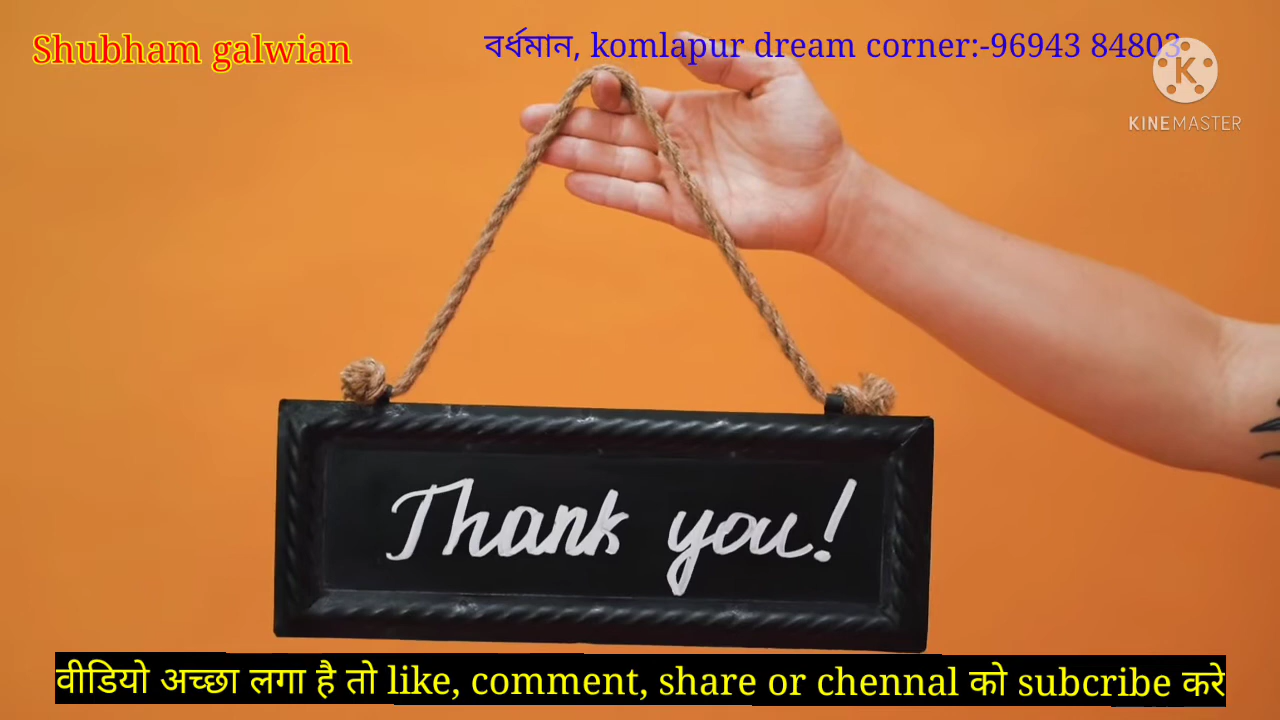 Shubham galwian
বর্ধমান, komlapur dream corner:-96943 84803
KINEMASTER
Thank you!
वीडियो अच्छा लगा है तो like, comment, share or chennal को subcribe करे